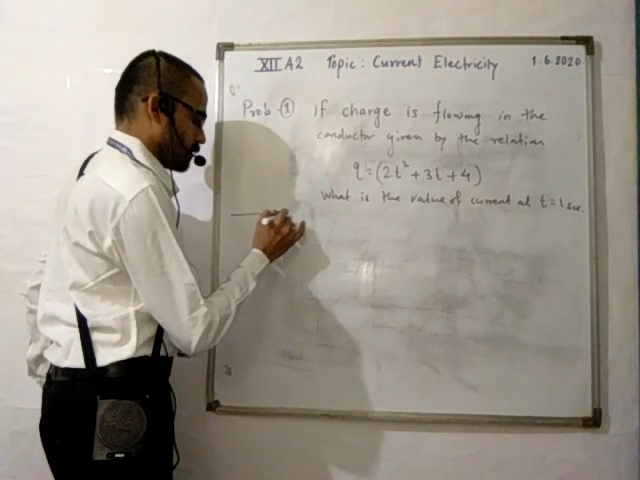 XII A2 Topic: Current Electricity 1.6.2020
Prob. ① if charge is flowing in the
conductor given by the relation
q=(2t²+3t+4)
What is the value of current at t=1 sec.